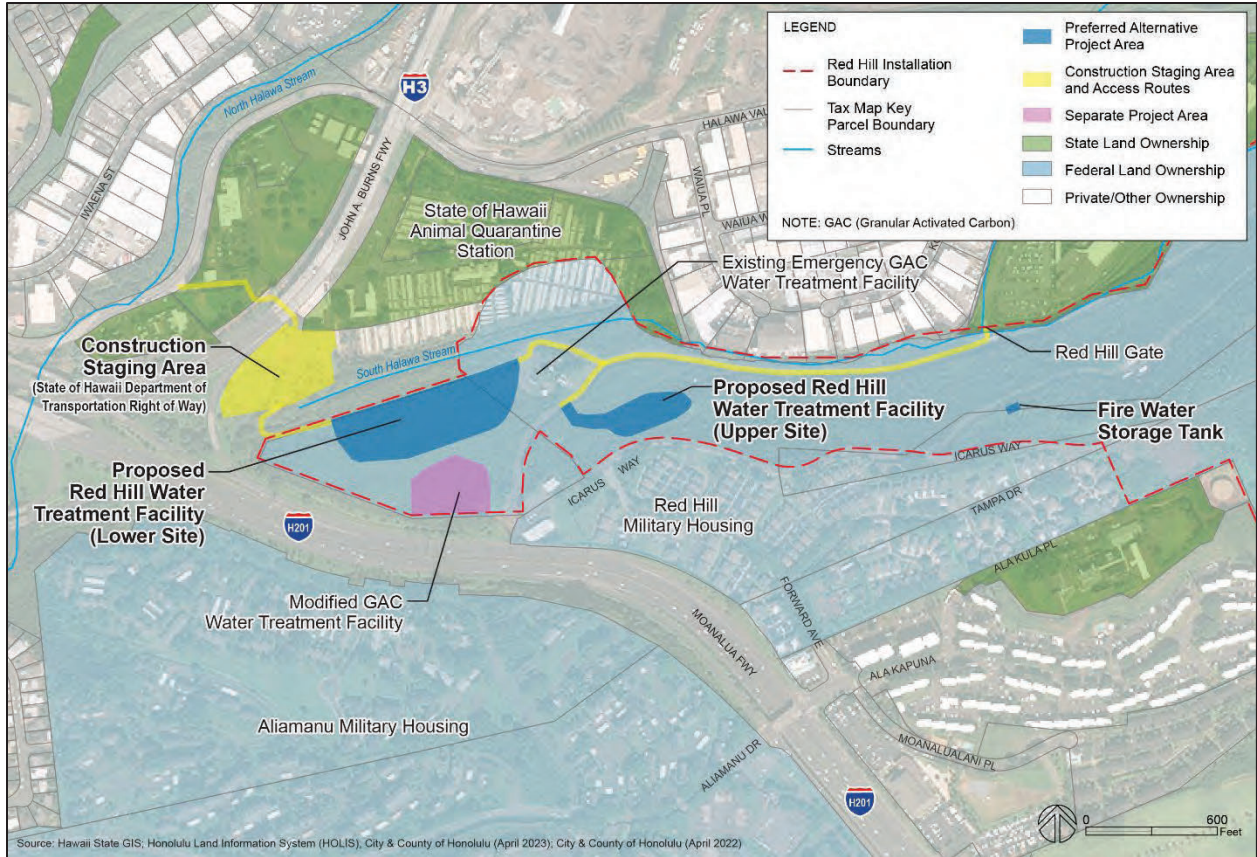 LEGEND
Red Hill Installation
Boundary
Tax Map Key
Parcel Boundary
Streams
NOTE: GAC (Granular Activated Carbon)
Preferred Alternative
Project Area
Construction Staging Area
and Access Routes
Separate Project Area
State Land Ownership
Federal Land Ownership
Private/Other Ownership
H3
North Halawa Stream
IWAENA ST
JOHN A. BURNS FWY
HALAWA
WAIUA PL
WAIUA
State of Hawaii
Animal Quarantine
Station
Existing Emergency GAC
Water Treatment Facility
Construction
Staging Area
(State of Hawaii Department of
Transportation Right of Way)
South Halawa Stream
Red Hill Gate
Proposed Red Hill
Water Treatment Facility
(Upper Site)
Fire Water
Storage Tank
Proposed
Red Hill Water
Treatment Facility
(Lower Site)
ICARUS WAY
ICARUS WAY
TAMPA DR
Red Hill
Military Housing
H201
ALA KULA PL
Modified GAC
Water Treatment Facility
FORWARD AVE
MOANALUA FWY
ALA KAPUNA
Aliamanu Military Housing
MOANALUALANI PL
ALIAMANU DR
H201
0 600
Feet
Source: Hawaii State GIS; Honolulu Land Information System (HOLIS), City & County of Honolulu (April 2023); City & County of Honolulu (April 2022)